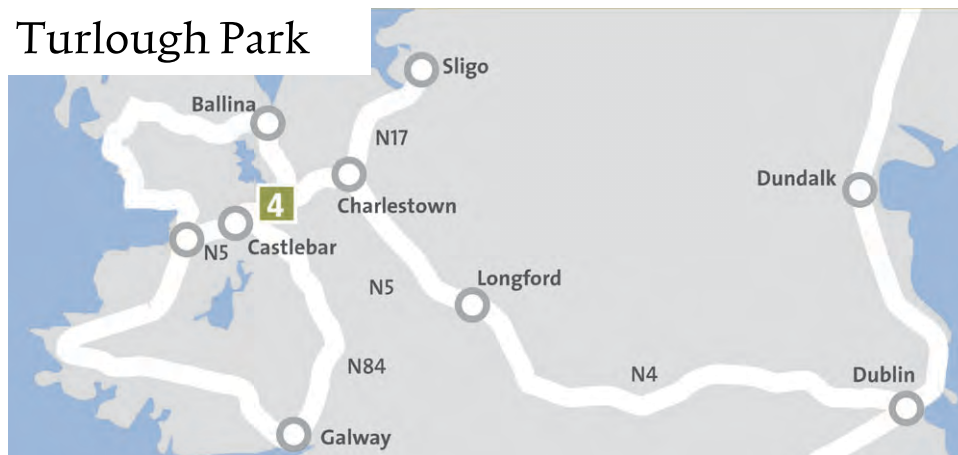 Turlough Park
Sligo
Ballina
N17
Dundalk
4
Charlestown
N5
Castlebar
Longford
N5
N84
N4
Dublin
Galway